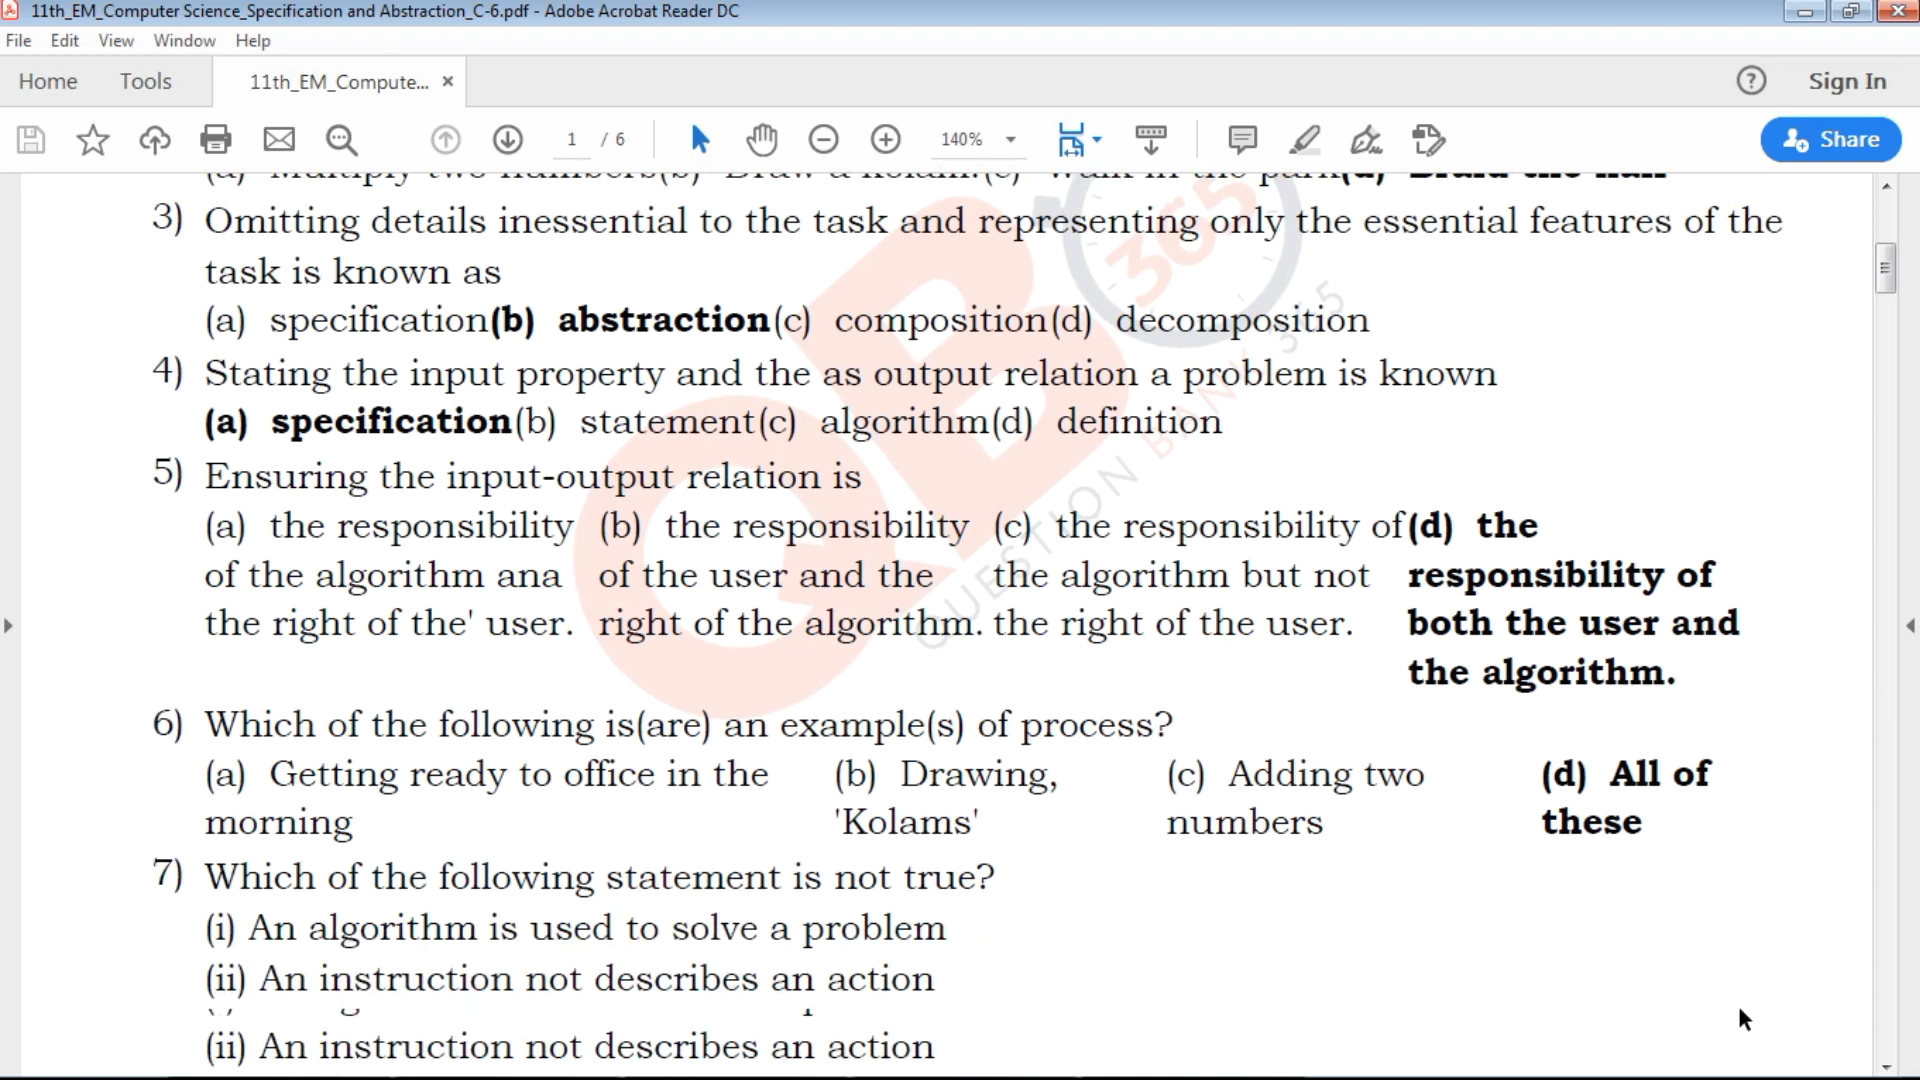 11th_EM_Computer Science_Specification and Abstraction_C-6.pdf - Adobe Acrobat Reader DC
File Edit View Window Help
Home Tools 11th_EM_Compute... × ? Sign In
1 / 6 140% Share
(a) Multiply two numbers(b) Draw a kolam.(c) Walk in the park(d) Braid the hair
3) Omitting details inessential to the task and representing only the essential features of the
task is known as
(a) specification(b) abstraction(c) composition(d) decomposition
4) Stating the input property and the as output relation a problem is known
(a) specification(b) statement(c) algorithm(d) definition
5) Ensuring the input-output relation is
(a) the responsibility (b) the responsibility (c) the responsibility of(d) the
of the algorithm ana of the user and the the algorithm but not responsibility of
the right of the' user. right of the algorithm. the right of the user. both the user and
the algorithm.
6) Which of the following is(are) an example(s) of process?
(a) Getting ready to office in the (b) Drawing, (c) Adding two (d) All of
morning 'Kolams' numbers these
7) Which of the following statement is not true?
(i) An algorithm is used to solve a problem
(ii) An instruction not describes an action
(ii) An instruction not describes an action
QB
365
QUESTION BANK 365